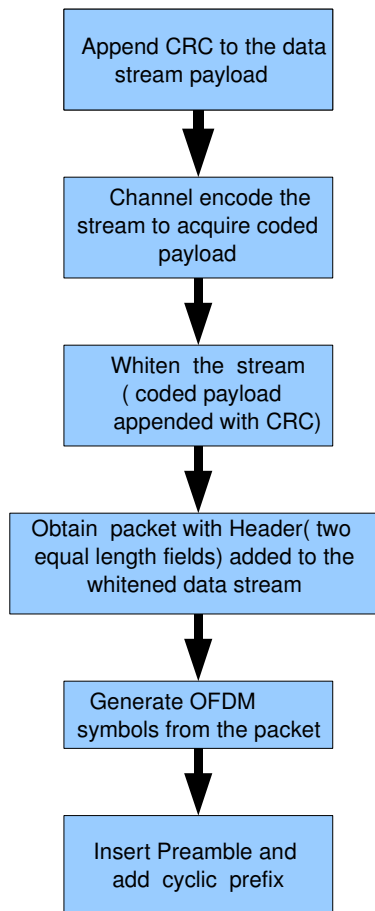 Append CRC to the data
stream payload
Channel encode the
stream to acquire coded
payload
Whiten the stream
( coded payload
appended with CRC)
Obtain packet with Header( two
equal length fields) added to the
whitened data stream
Generate OFDM
symbols from the packet
Insert Preamble and
add cyclic prefix